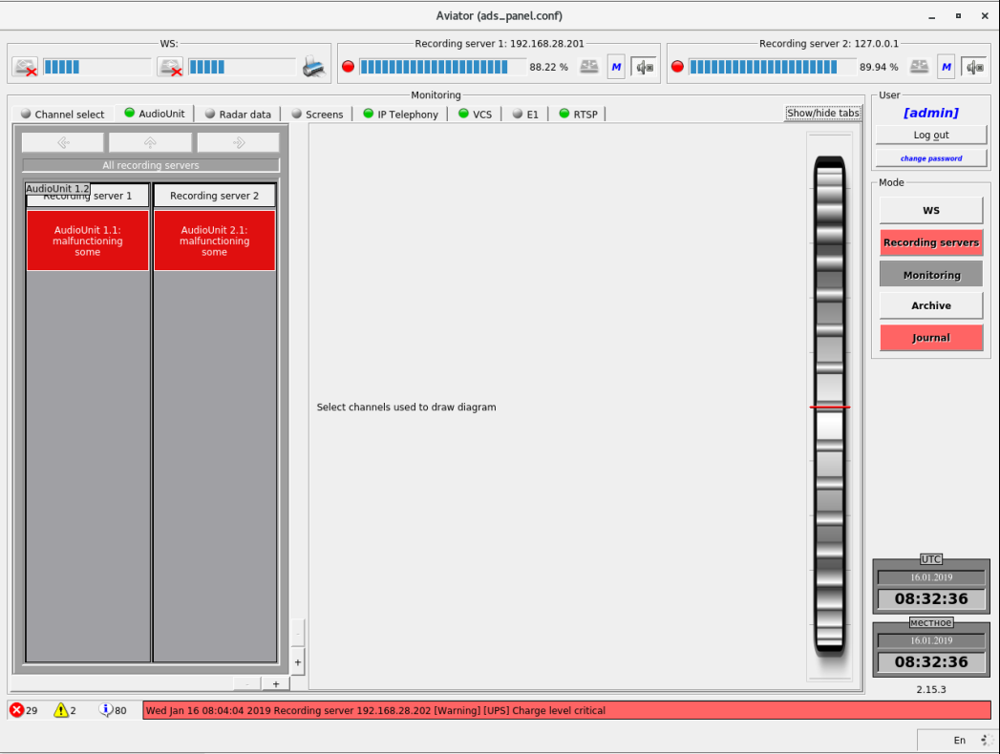 Aviator (ads_panel.conf)
WS:
Recording server 1: 192.168.28.201
88.22 %
M
Recording server 2: 127.0.0.1
89.94 %
M
Monitoring
Channel select
AudioUnit
Radar data
Screens
IP Telephony
VCS
E1
RTSP
Show/hide tabs
All recording servers
AudioUnit 1.2
Recording server 1
Recording server 2
AudioUnit 1.1:
malfunctioning
some
AudioUnit 2.1:
malfunctioning
some
Select channels used to draw diagram
-
+
-
+
User
[admin]
Log out
change password
Mode
WS
Recording servers
Monitoring
Archive
Journal
UTC
16.01.2019
08:32:36
местное
16.01.2019
08:32:36
2.15.3
29
2
80
Wed Jan 16 08:04:04 2019 Recording server 192.168.28.202 [Warning] [UPS] Charge level critical
En